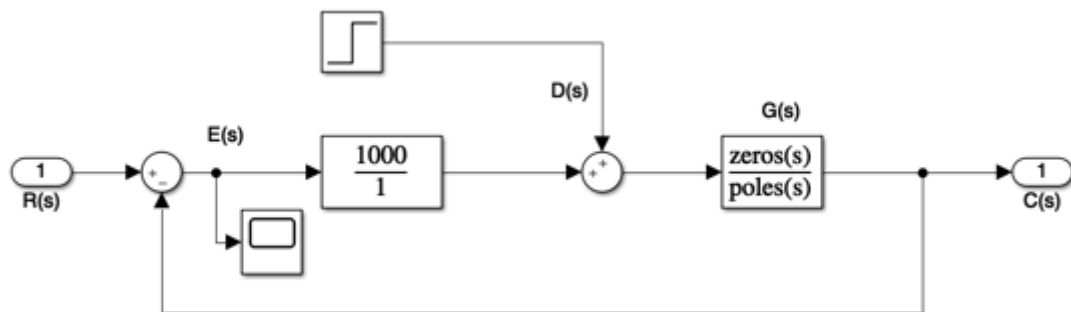 D(s)
G(s)
E(s)
1
R(s)
+
−
1000
1
+
+
zeros(s)
poles(s)
1
C(s)